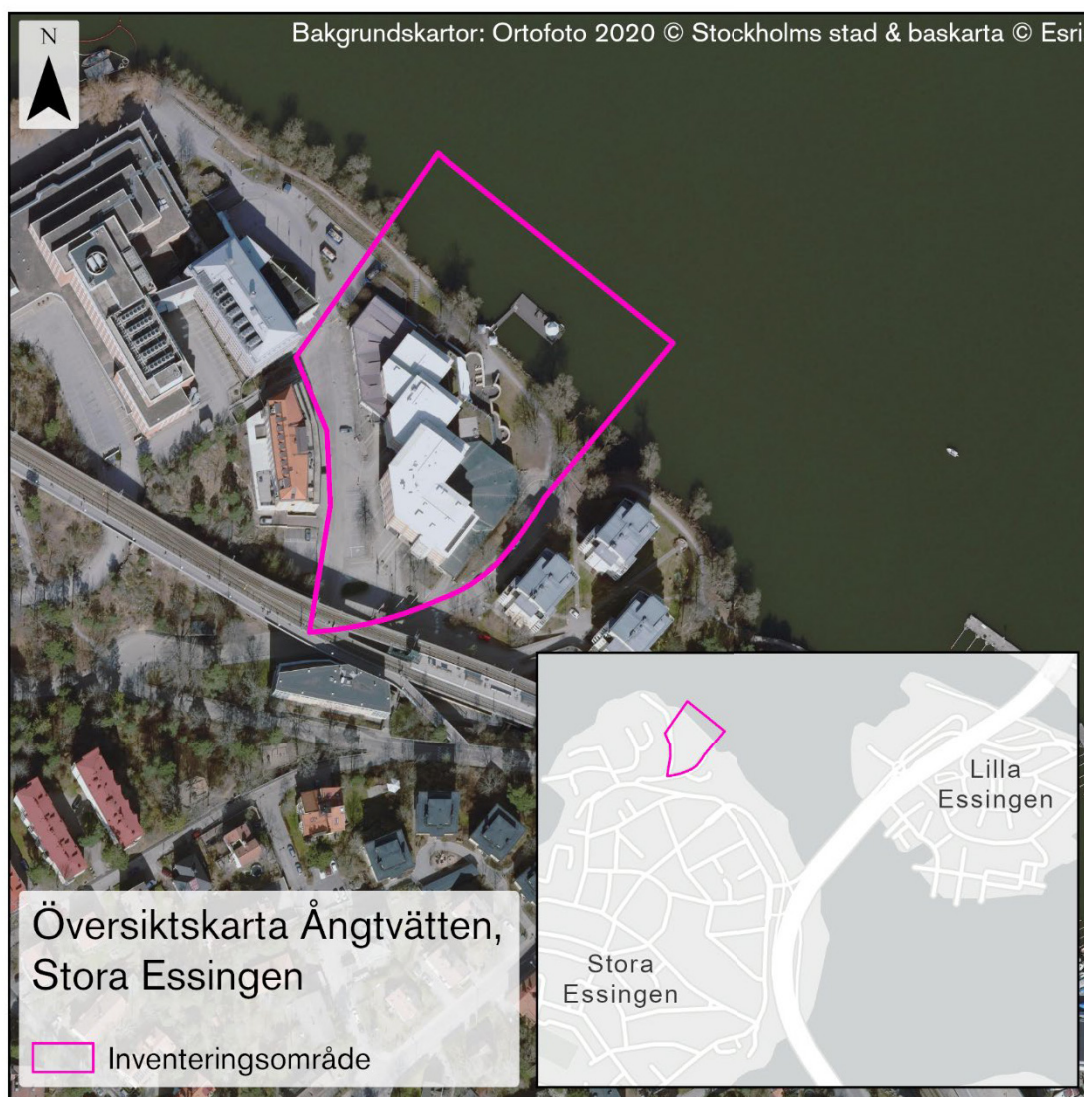 N
Bakgrundskartor: Ortofoto 2020 © Stockholms stad & baskarta © Esri
Lilla
Essingen
Stora
Essingen
Översiktskarta Ångtvätten,
Stora Essingen
Inventeringsområde